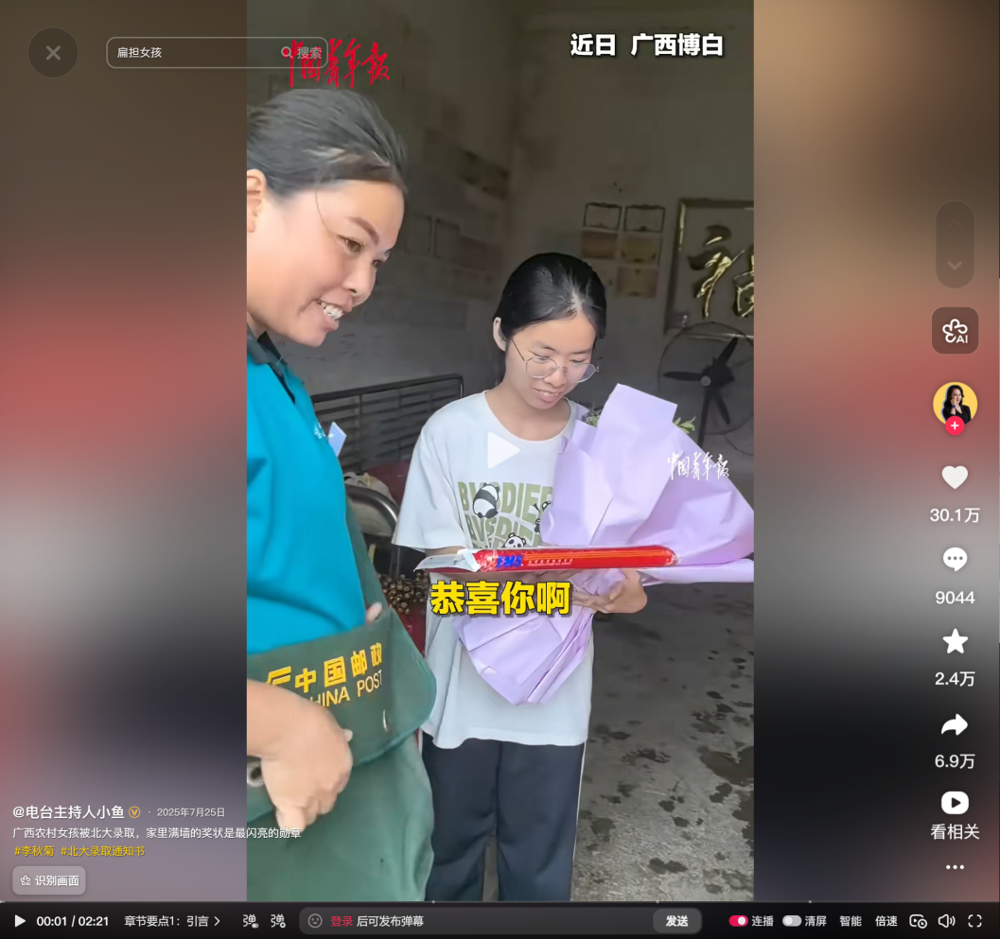 扁担女孩
搜索
中国青年报
近日 广西博白
AI
中国青年报
BVSDIEF
BVSDIEF
EMS
恭喜你啊
中国邮政
CHINA POST
30.1万
9044
2.4万
6.9万
看相关
@电台主持人小鱼 · 2025年7月25日
广西农村女孩被北大录取，家里满墙的奖状是最闪亮的勋章
#李秋菊 #北大录取通知书
识别画面
00:01 / 02:21 章节要点1：引言 弹 弹 登录 后可发布弹幕 发送 连播 清屏 智能 倍速